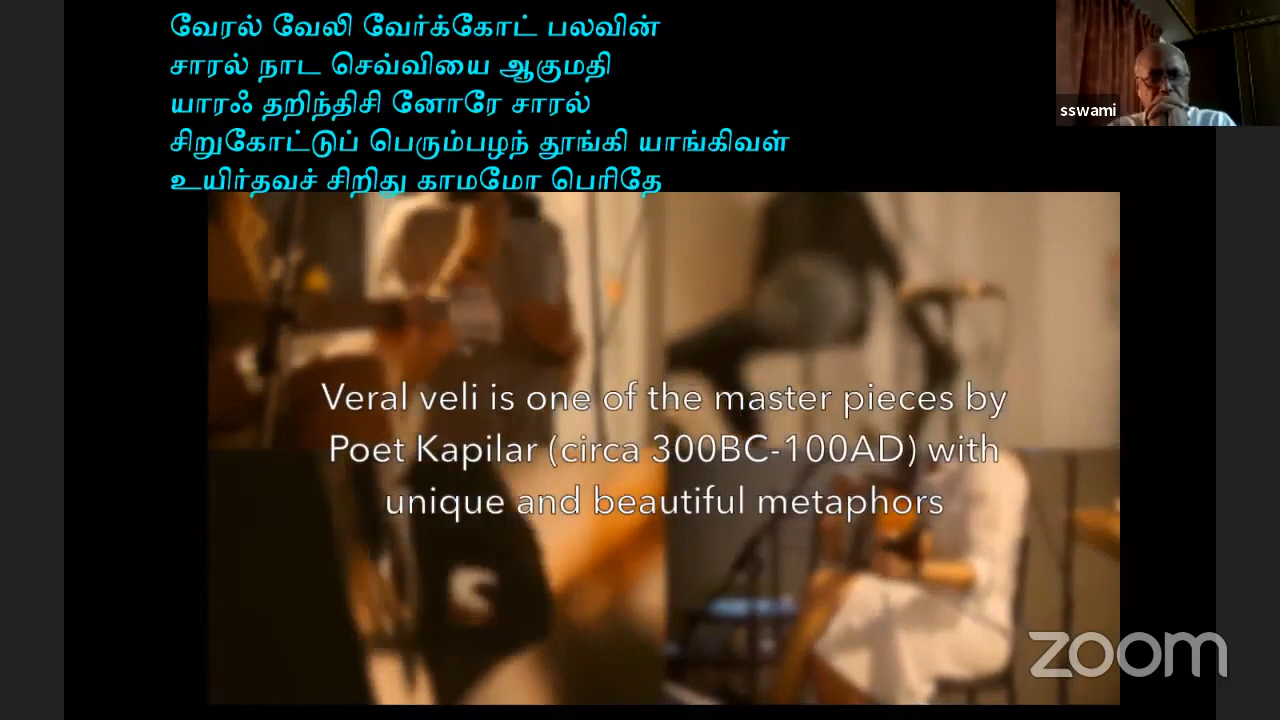 வேரல் வேலி வேர்க்கோட் பலவின்
சாரல் நாட செவ்வியை ஆகுமதி
யாரஃ தறிந்திசி னோரே சாரல்
சிறுகோட்டுப் பெரும்பழந் தூங்கி யாங்கிவள்
உயிர்தவச் சிறிது காமமோ பெரிதே
sswami
Veral veli is one of the master pieces by
Poet Kapilar (circa 300BC-100AD) with
unique and beautiful metaphors
zoom